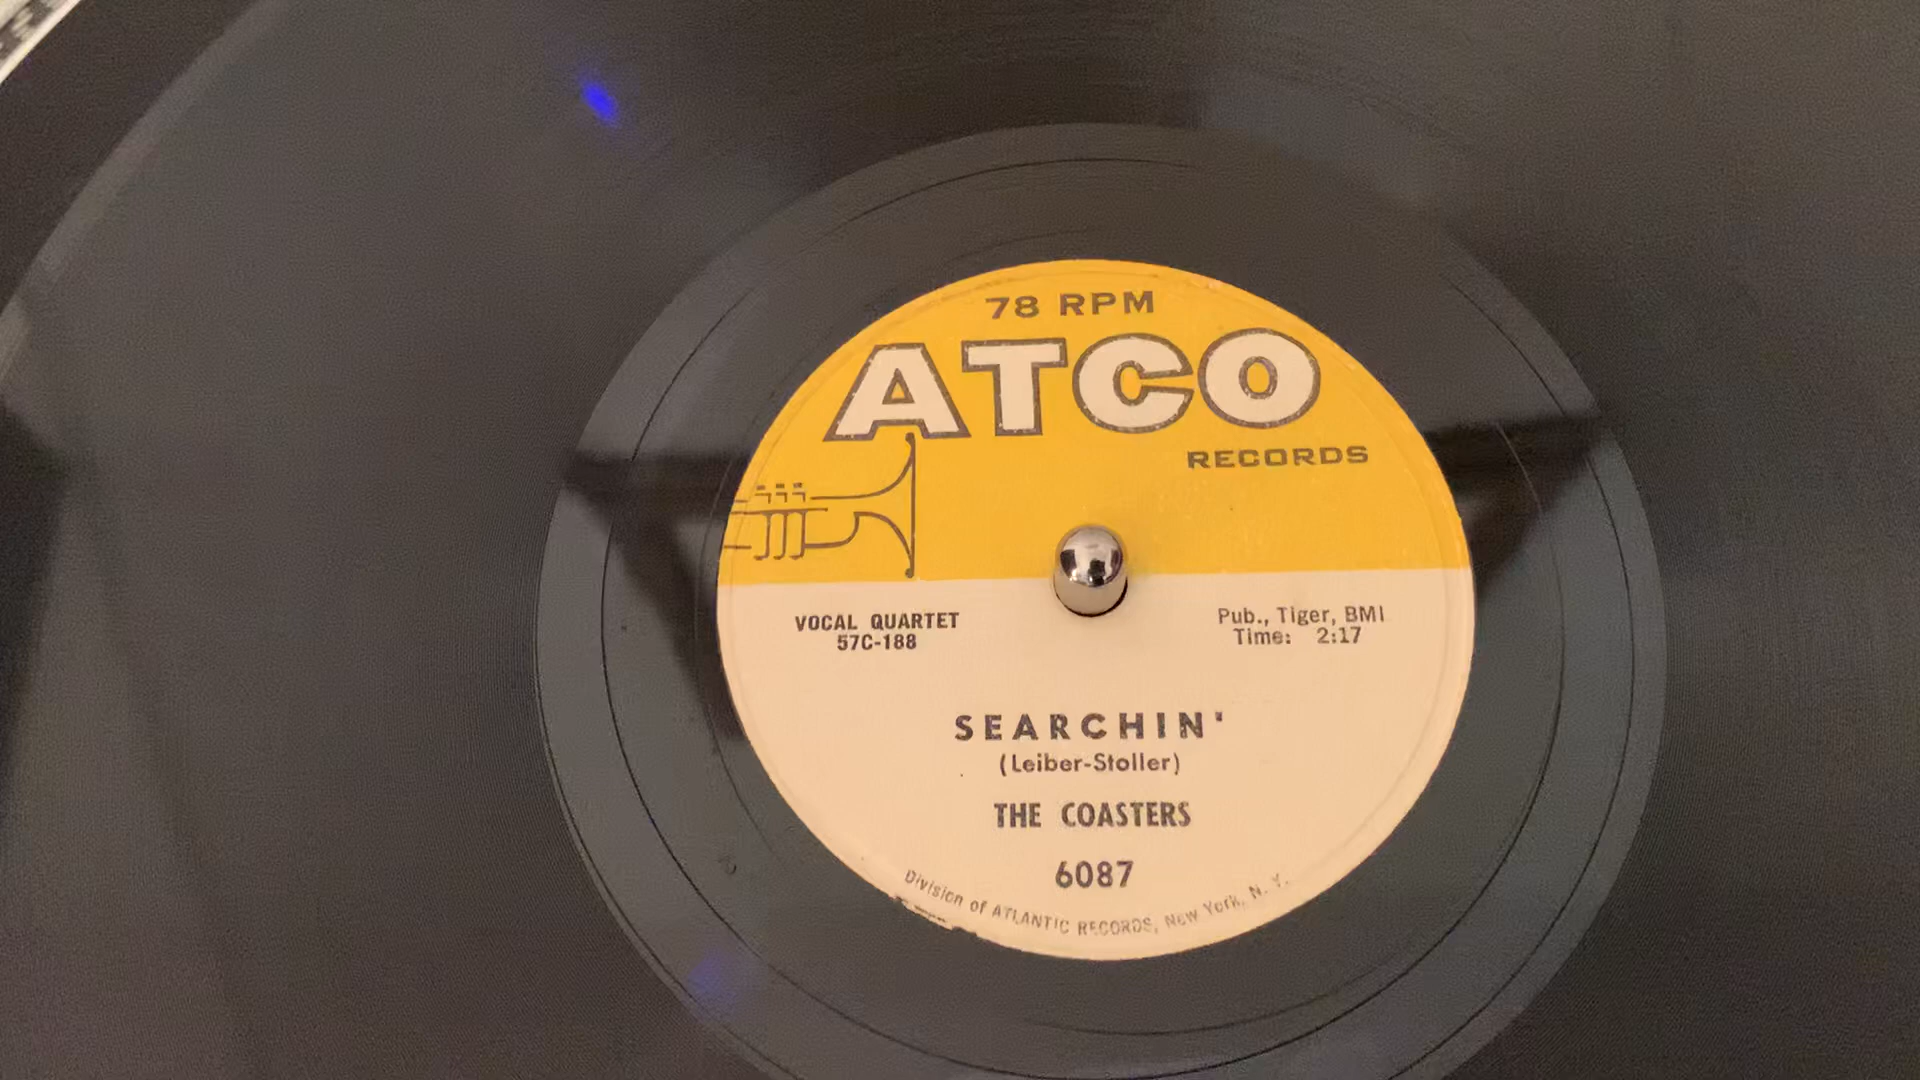 78 RPM
ATCO
RECORDS
VOCAL QUARTET
57C-188
Pub., Tiger, BMI
Time: 2:17
SEARCHIN'
(Leiber-Stoller)
THE COASTERS
6087
Division of ATLANTIC RECORDS, New York, N. Y.